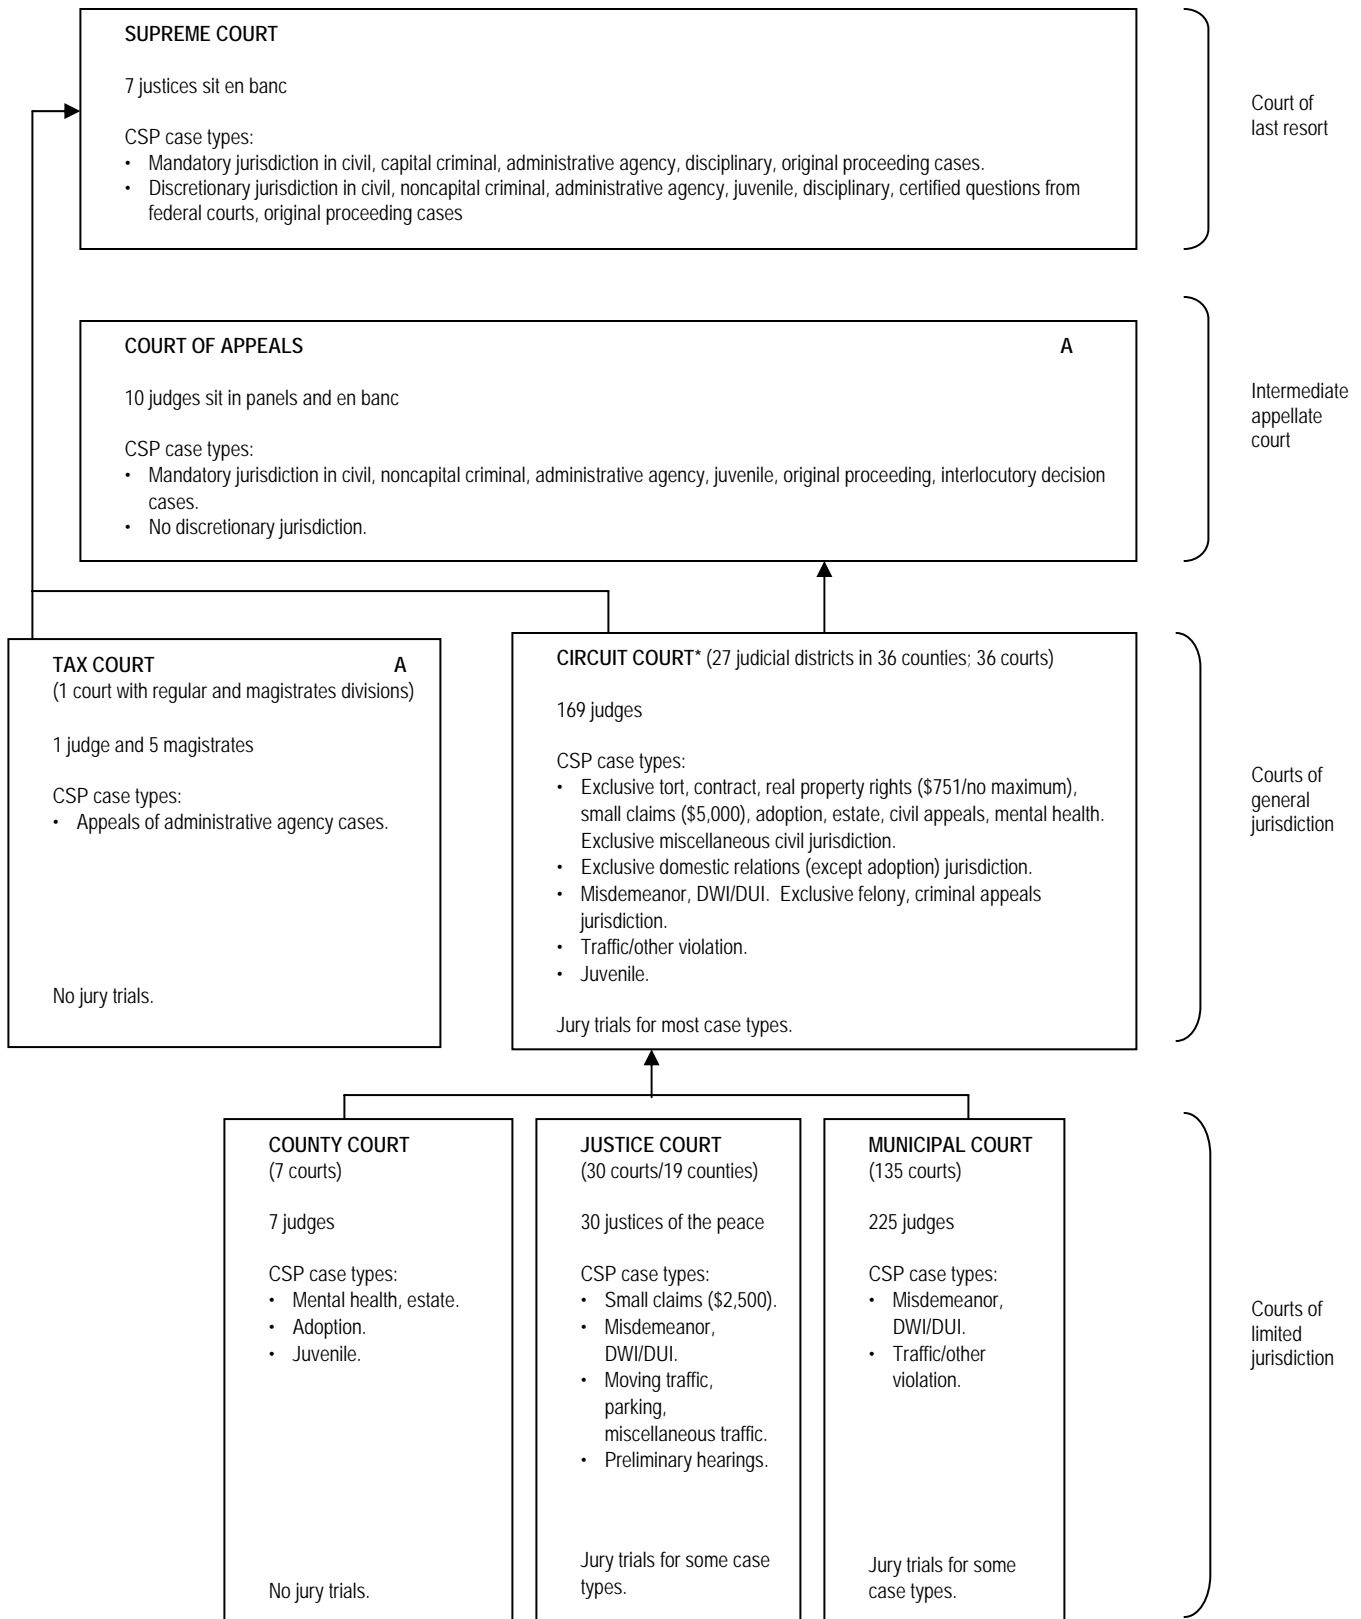 SUPREME COURT
7 justices sit en banc
CSP case types:
• Mandatory jurisdiction in civil, capital criminal, administrative agency, disciplinary, original proceeding cases.
• Discretionary jurisdiction in civil, noncapital criminal, administrative agency, juvenile, disciplinary, certified questions from
federal courts, original proceeding cases
Court of
last resort
COURT OF APPEALS A
10 judges sit in panels and en banc
CSP case types:
• Mandatory jurisdiction in civil, noncapital criminal, administrative agency, juvenile, original proceeding, interlocutory decision
cases.
• No discretionary jurisdiction.
Intermediate
appellate
court
TAX COURT A
(1 court with regular and magistrates divisions)
1 judge and 5 magistrates
CSP case types:
• Appeals of administrative agency cases.
No jury trials.
CIRCUIT COURT* (27 judicial districts in 36 counties; 36 courts)
169 judges
CSP case types:
• Exclusive tort, contract, real property rights ($751/no maximum),
small claims ($5,000), adoption, estate, civil appeals, mental health.
Exclusive miscellaneous civil jurisdiction.
• Exclusive domestic relations (except adoption) jurisdiction.
• Misdemeanor, DWI/DUI. Exclusive felony, criminal appeals
jurisdiction.
• Traffic/other violation.
• Juvenile.
Jury trials for most case types.
Courts of
general
jurisdiction
COUNTY COURT
(7 courts)
7 judges
CSP case types:
• Mental health, estate.
• Adoption.
• Juvenile.
No jury trials.
JUSTICE COURT
(30 courts/19 counties)
30 justices of the peace
CSP case types:
• Small claims ($2,500).
• Misdemeanor,
DWI/DUI.
• Moving traffic,
parking,
miscellaneous traffic.
• Preliminary hearings.
Jury trials for some case
types.
MUNICIPAL COURT
(135 courts)
225 judges
CSP case types:
• Misdemeanor,
DWI/DUI.
• Traffic/other
violation.
Jury trials for some
case types.
Courts of
limited
jurisdiction